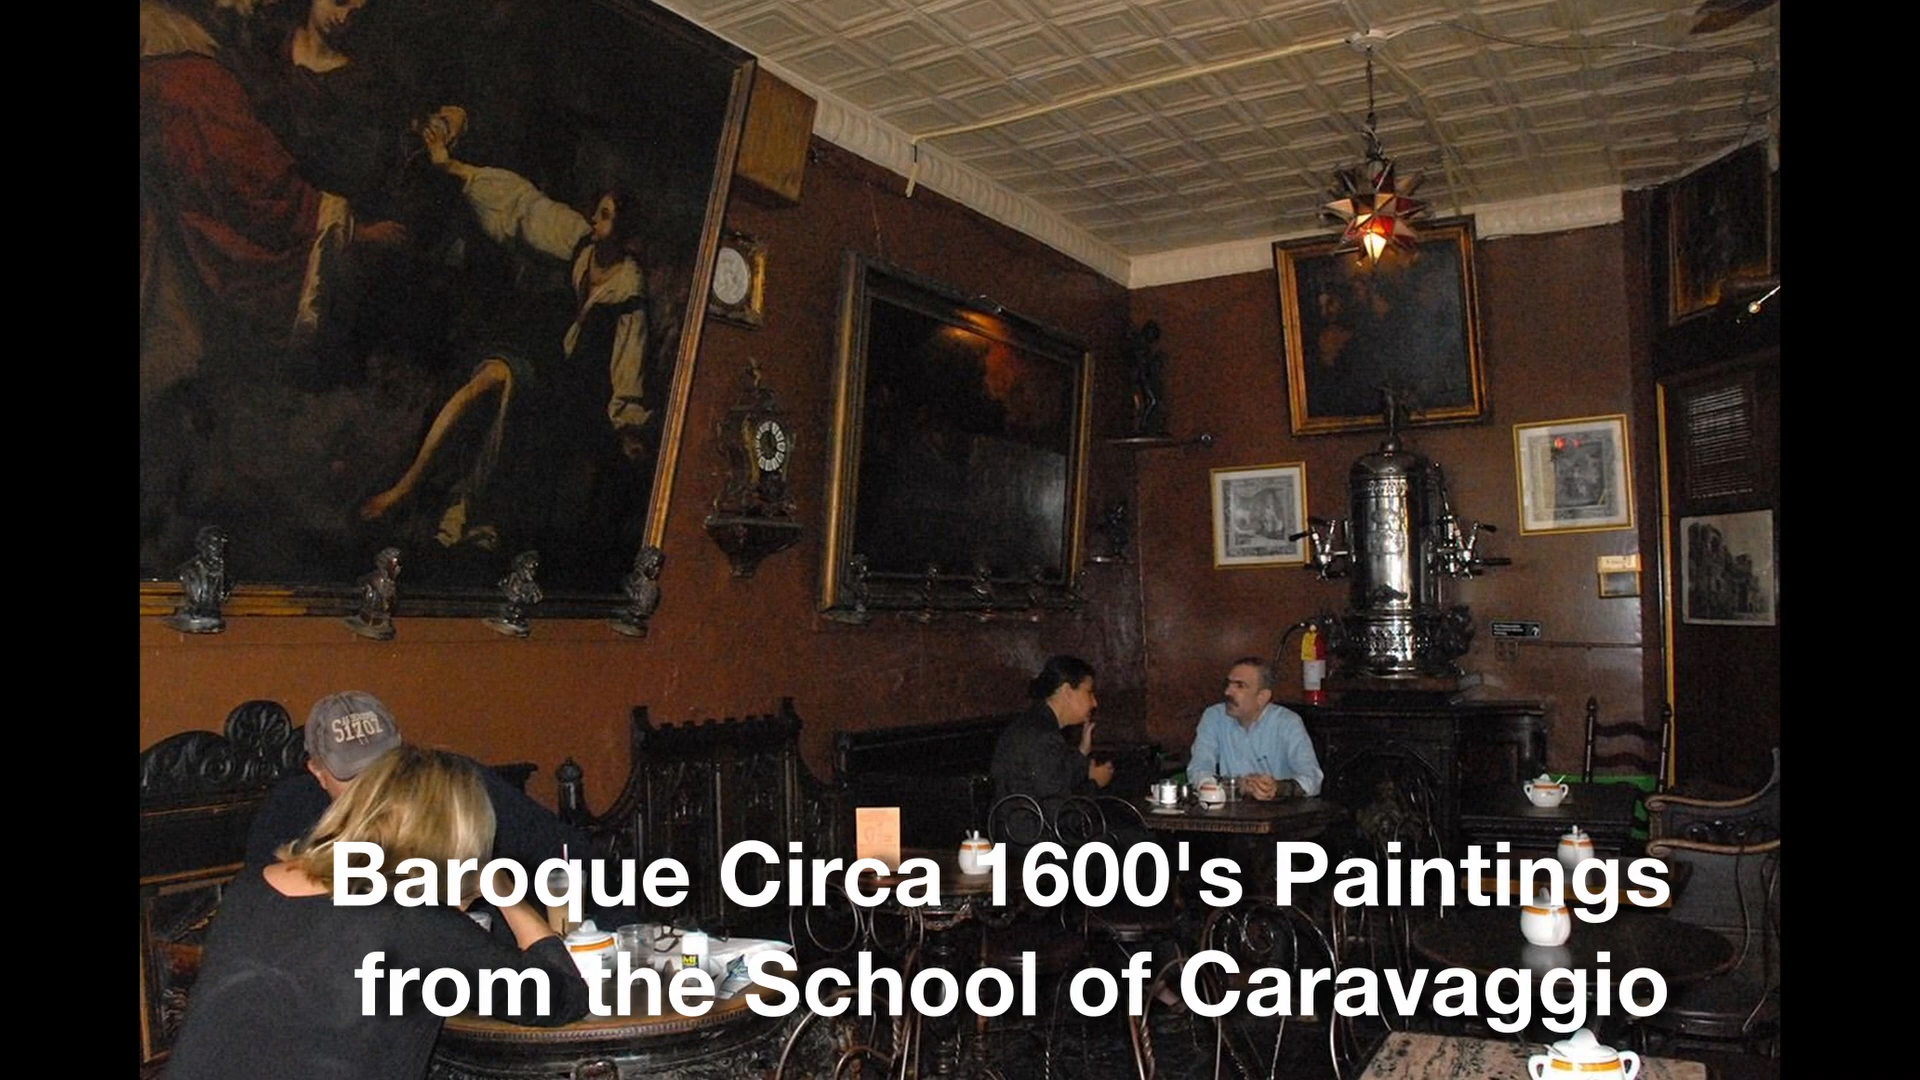 Baroque Circa 1600's Paintings
from the School of Caravaggio